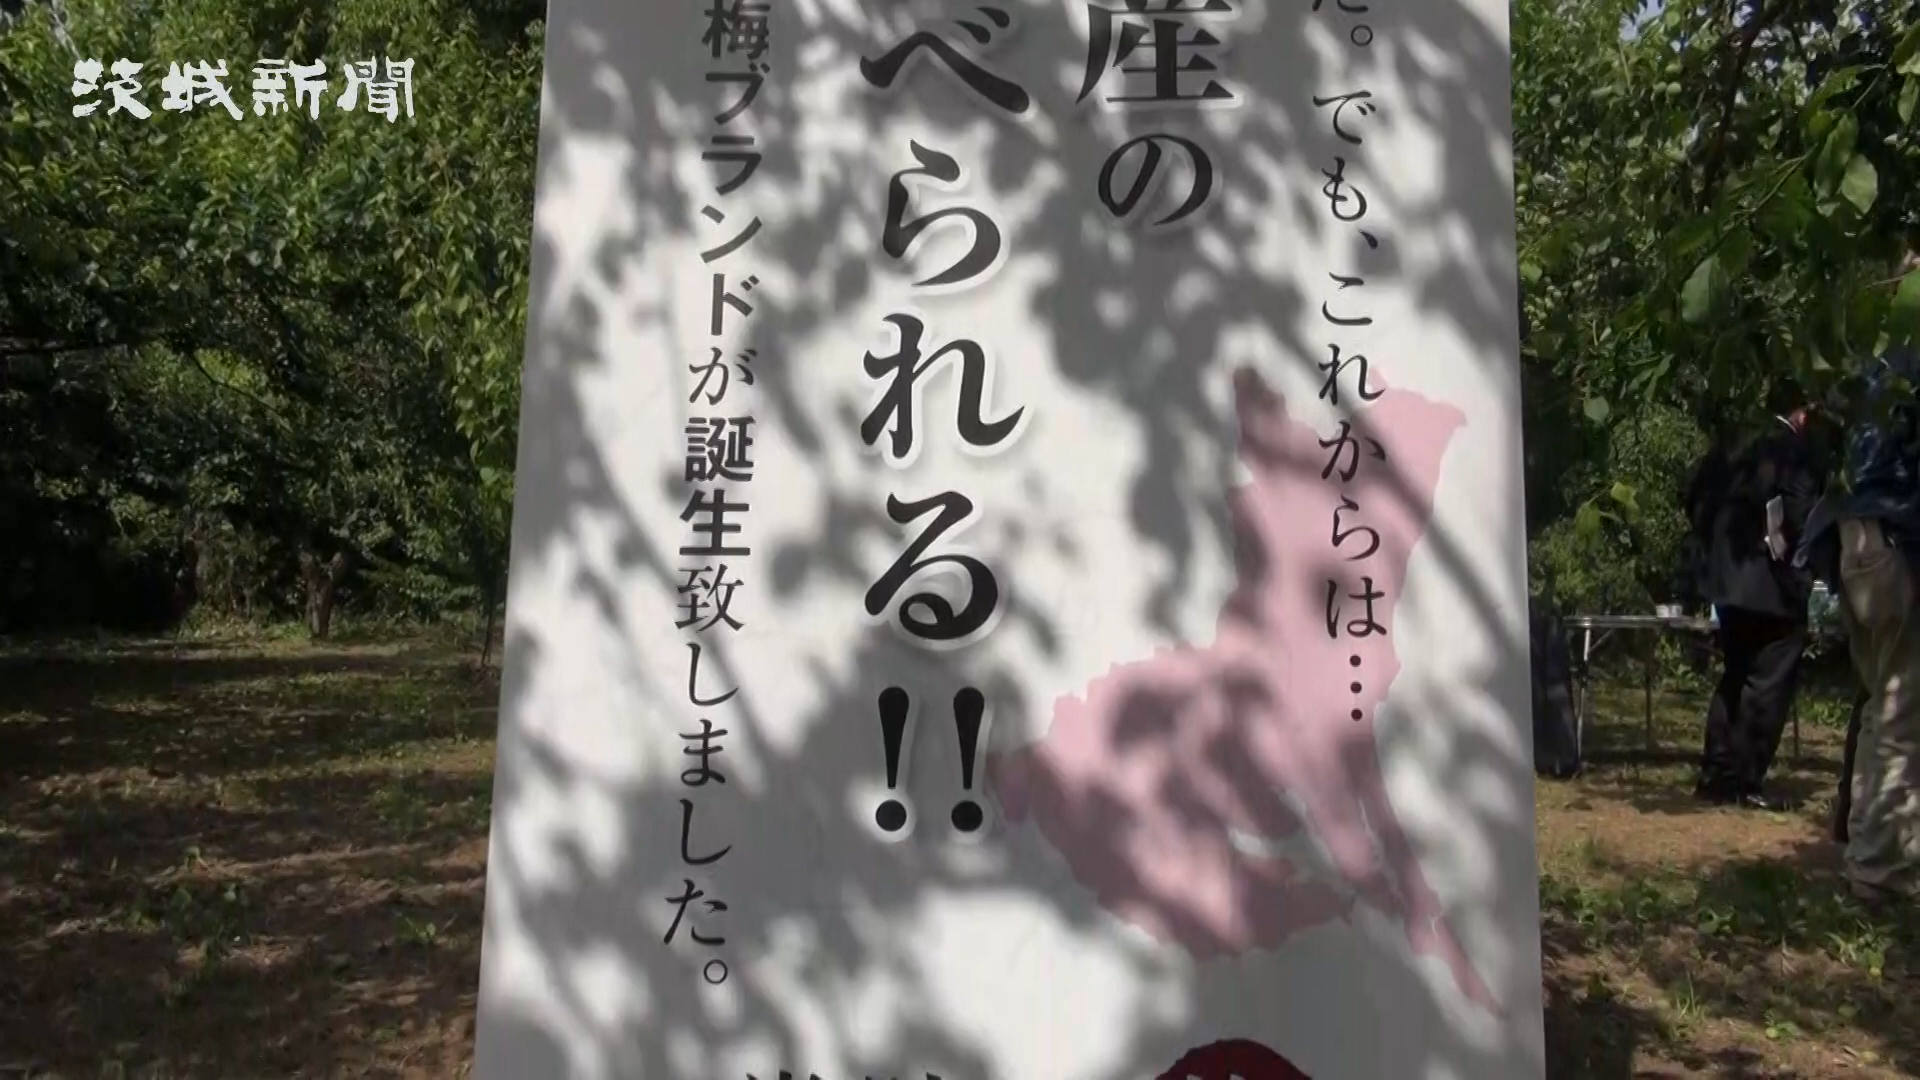 茨城新聞
た。でも、これからは…
産の
べられる!!
梅ブランドが誕生致しました。